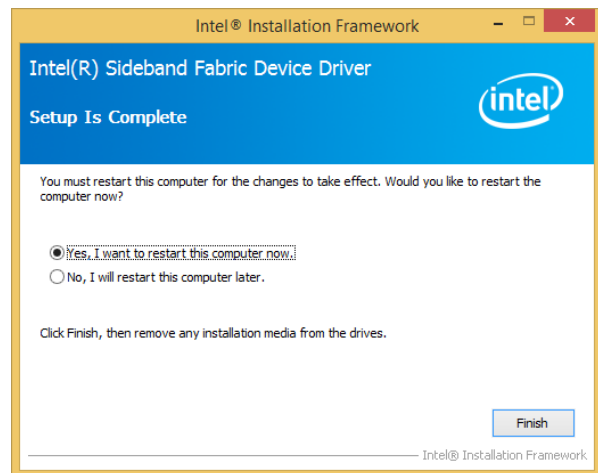 Intel® Installation Framework
Intel(R) Sideband Fabric Device Driver
Setup Is Complete
intel
You must restart this computer for the changes to take effect. Would you like to restart the
computer now?
Yes, I want to restart this computer now.
No, I will restart this computer later.
Click Finish, then remove any installation media from the drives.
Finish
Intel® Installation Framework